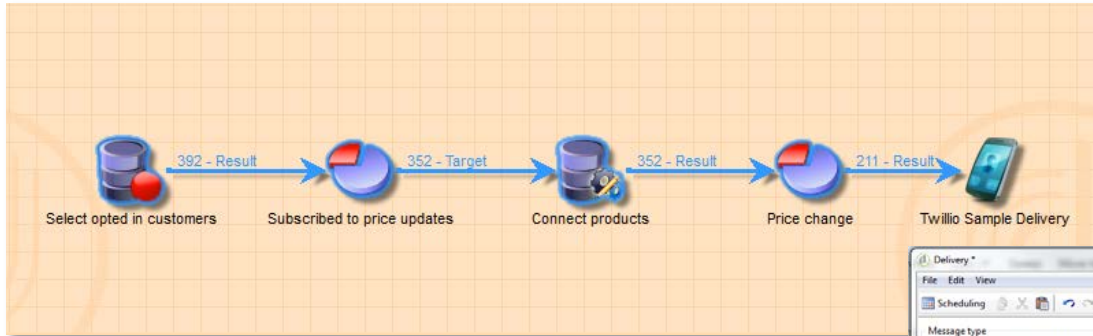 392 - Result
352 - Target
352 - Result
211 - Result
Select opted in customers
Subscribed to price updates
Connect products
Price change
Twillio Sample Delivery
Delivery *
File Edit View
Scheduling
Message type